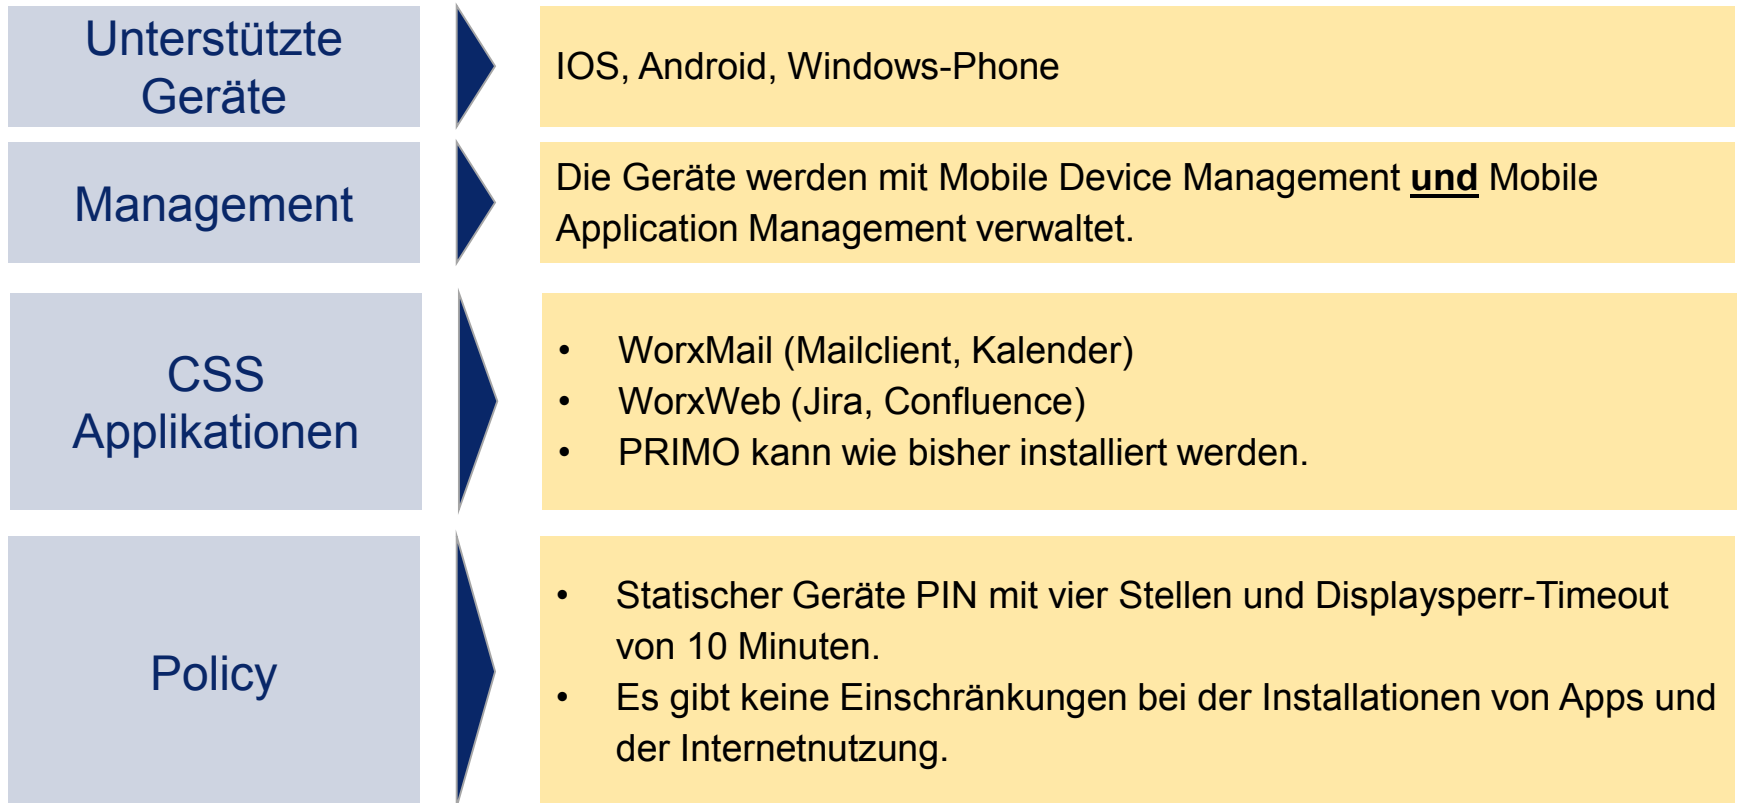 Unterstützte
Geräte
IOS, Android, Windows-Phone
Management
Die Geräte werden mit Mobile Device Management und Mobile
Application Management verwaltet.
CSS
Applikationen
• WorxMail (Mailclient, Kalender)
• WorxWeb (Jira, Confluence)
• PRIMO kann wie bisher installiert werden.
Policy
• Statischer Geräte PIN mit vier Stellen und Displaysperr-Timeout
von 10 Minuten.
• Es gibt keine Einschränkungen bei der Installationen von Apps und
der Internetnutzung.